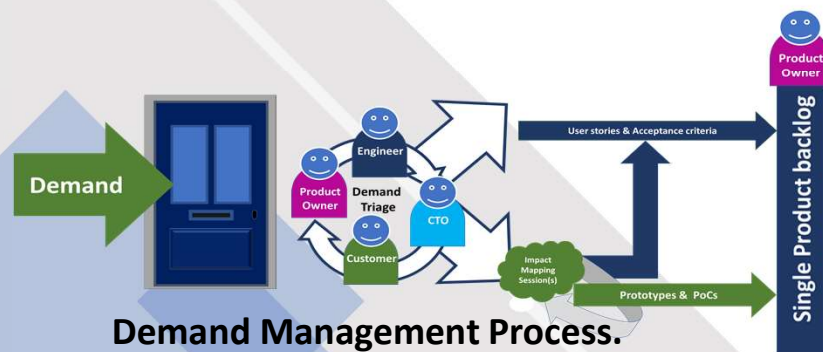 Demand
Engineer
Product
Owner
Demand
Triage
CTO
Customer
Impact
Mapping
Session(s)
User stories & Acceptance criteria
Prototypes & PoCs
Product
Owner
Single Product backlog
Demand Management Process.